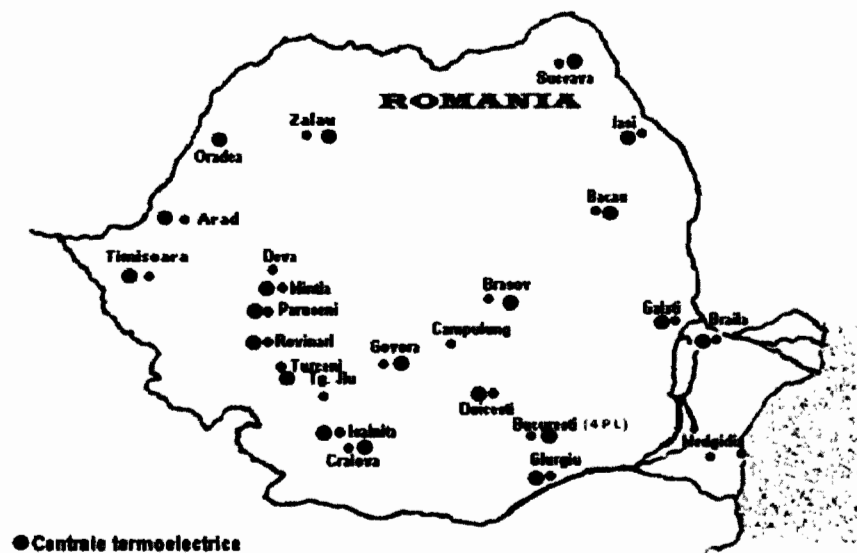 Suceava
ROMANIA
Zalau
Iasi
Oradea
Bacau
Arad
Timisoara
Deva
Mintia
Brasov
Paroseni
Galati
Braila
Rovinari
Campulung
Govora
Turceni
Tg. Jiu
Doicesti
Bucuresti (4 PL)
Isalnita
Medgidia
Craiova
Giurgiu
Centrale termoelectrice